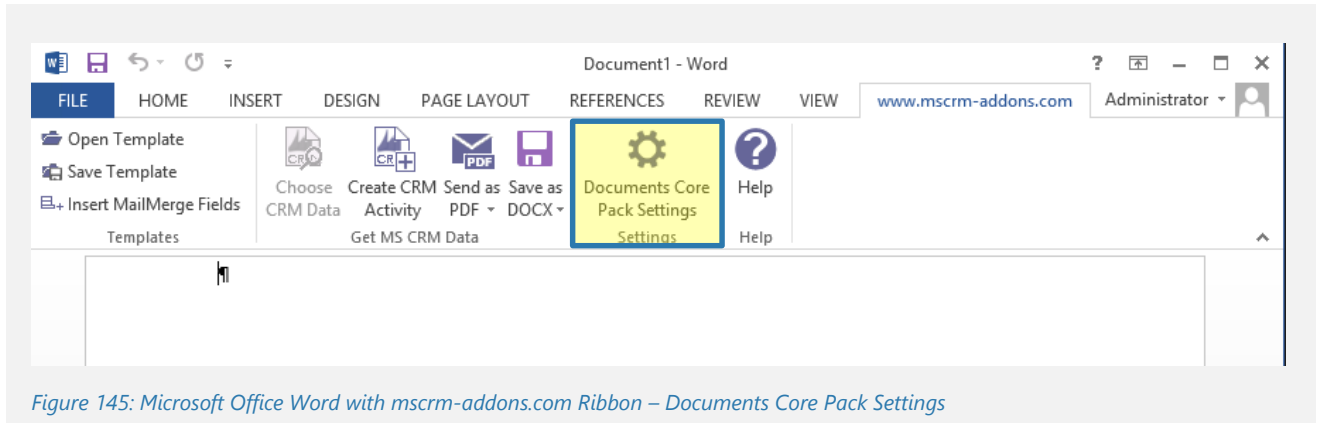 Document1 - Word
FILE HOME INSERT DESIGN PAGE LAYOUT REFERENCES REVIEW VIEW www.mscrm-addons.com Administrator
Open Template
Save Template
Insert MailMerge Fields
Templates
Choose
CRM Data
Create CRM
Activity
PDF
Send as
PDF
Save as
DOCX
Get MS CRM Data
Documents Core
Pack Settings
Settings
?
Help
Help
¶
Figure 145: Microsoft Office Word with mscrm-addons.com Ribbon – Documents Core Pack Settings